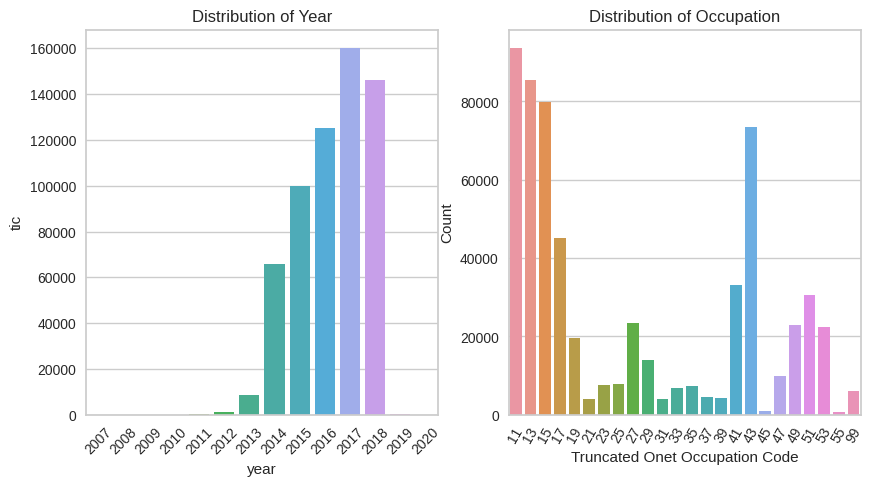 Distribution of Year
160000
140000
120000
100000
80000
60000
40000
20000
0
tic
2007 2008 2009 2010 2011 2012 2013 2014 2015 2016 2017 2018 2019 2020
year
Distribution of Occupation
80000
60000
40000
20000
0
Count
11 13 15 17 19 21 23 25 27 29 31 33 35 37 39 41 43 45 47 49 51 53 55 99
Truncated Onet Occupation Code